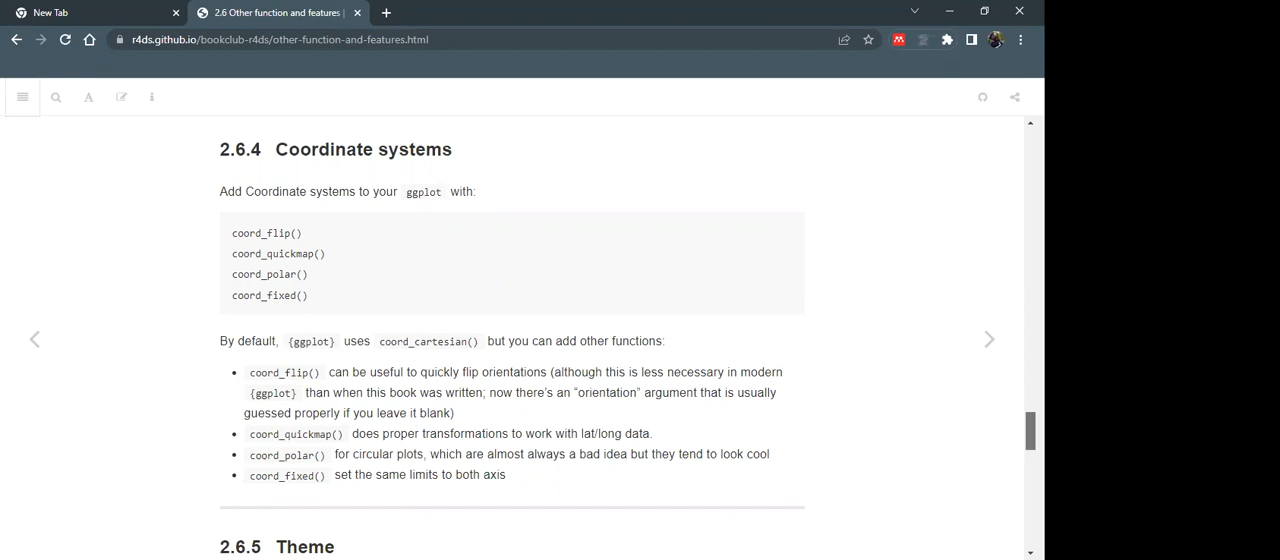 New Tab
2.6 Other function and features |
r4ds.github.io/bookclub-r4ds/other-function-and-features.html
2.6.4 Coordinate systems
Add Coordinate systems to your ggplot with:
coord_flip()
coord_quickmap()
coord_polar()
coord_fixed()
By default, {ggplot} uses coord_cartesian() but you can add other functions:
• coord_flip() can be useful to quickly flip orientations (although this is less necessary in modern
{ggplot} than when this book was written; now there's an “orientation” argument that is usually
guessed properly if you leave it blank)
• coord_quickmap() does proper transformations to work with lat/long data.
• coord_polar() for circular plots, which are almost always a bad idea but they tend to look cool
• coord_fixed() set the same limits to both axis
2.6.5 Theme